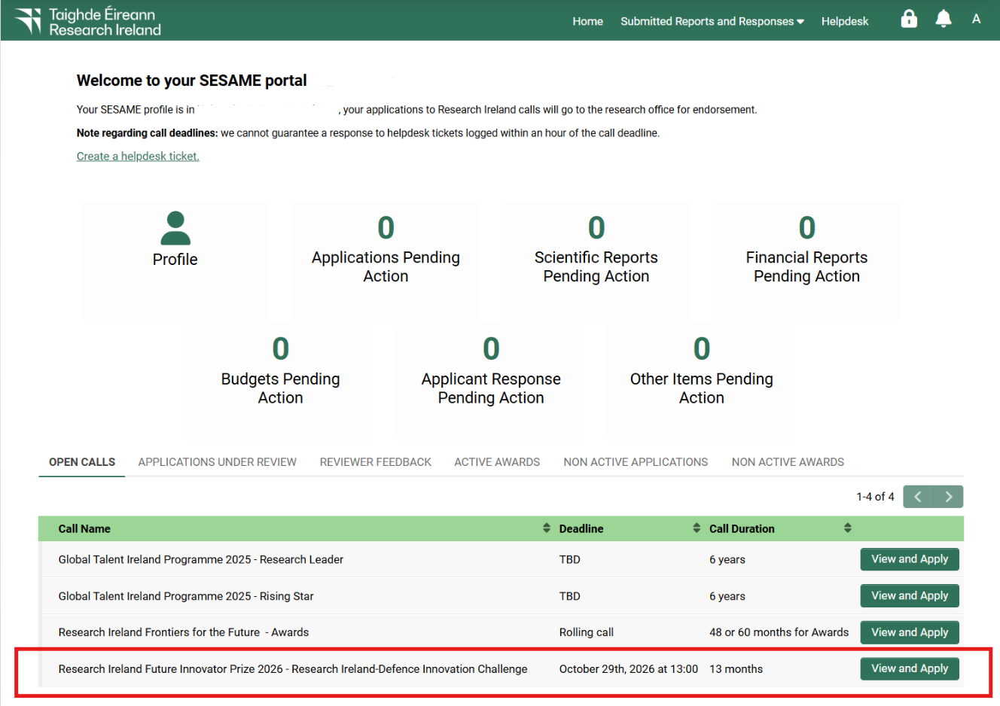 Taighde Éireann
Research Ireland
Home Submitted Reports and Responses Helpdesk A
Welcome to your SESAME portal
Your SESAME profile is in , your applications to Research Ireland calls will go to the research office for endorsement.
Note regarding call deadlines: we cannot guarantee a response to helpdesk tickets logged within an hour of the call deadline.
Create a helpdesk ticket.
Profile
0
Applications Pending
Action
0
Scientific Reports
Pending Action
0
Financial Reports
Pending Action
0
Budgets Pending
Action
0
Applicant Response
Pending Action
0
Other Items Pending
Action
OPEN CALLS APPLICATIONS UNDER REVIEW REVIEWER FEEDBACK ACTIVE AWARDS NON ACTIVE APPLICATIONS NON ACTIVE AWARDS
1-4 of 4
Call Name Deadline Call Duration
Global Talent Ireland Programme 2025 - Research Leader TBD 6 years View and Apply
Global Talent Ireland Programme 2025 - Rising Star TBD 6 years View and Apply
Research Ireland Frontiers for the Future - Awards Rolling call 48 or 60 months for Awards View and Apply
Research Ireland Future Innovator Prize 2026 - Research Ireland-Defence Innovation Challenge October 29th, 2026 at 13:00 13 months View and Apply